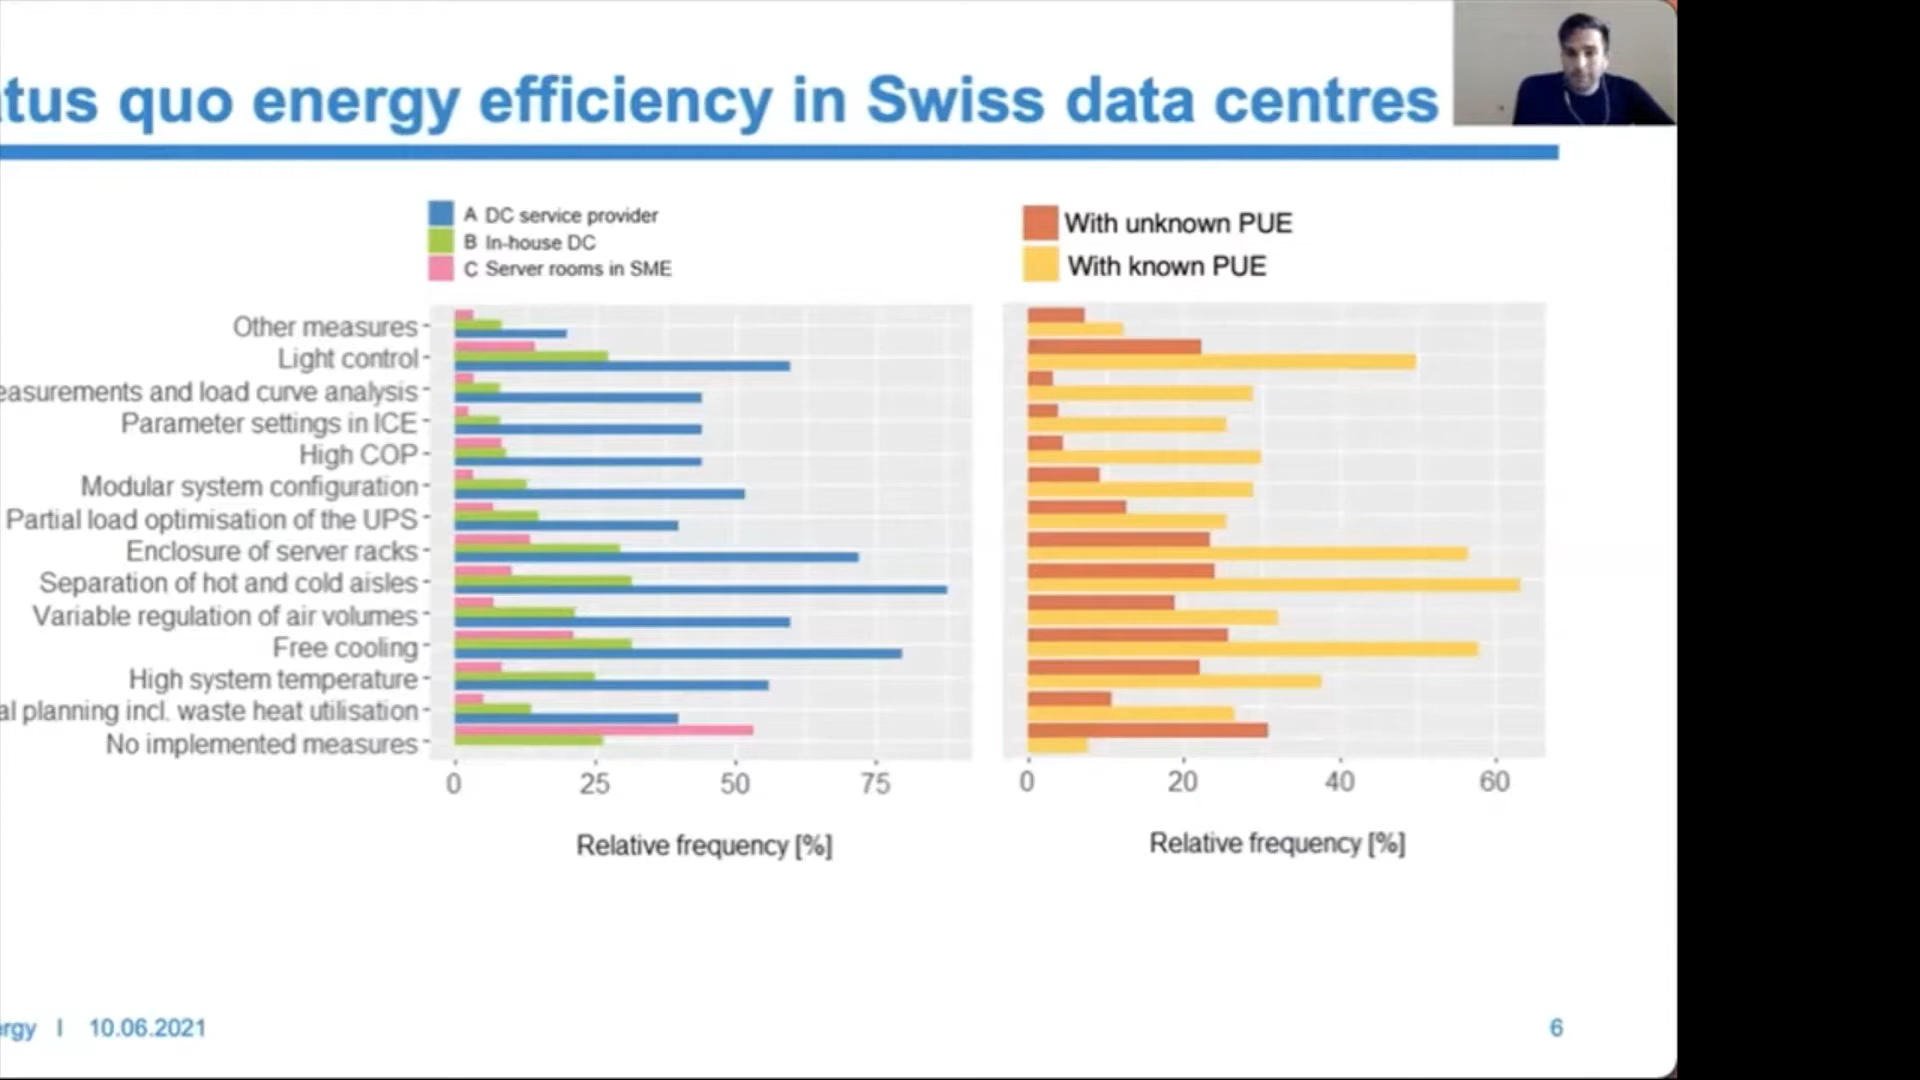 tus quo energy efficiency in Swiss data centres
A DC service provider
B In-house DC
C Server rooms in SME
With unknown PUE
With known PUE
Other measures
Light control
easurements and load curve analysis
Parameter settings in ICE
High COP
Modular system configuration
Partial load optimisation of the UPS
Enclosure of server racks
Separation of hot and cold aisles
Variable regulation of air volumes
Free cooling
High system temperature
al planning incl. waste heat utilisation
No implemented measures
0 25 50 75
0 20 40 60
Relative frequency [%]
Relative frequency [%]
rgy | 10.06.2021
6